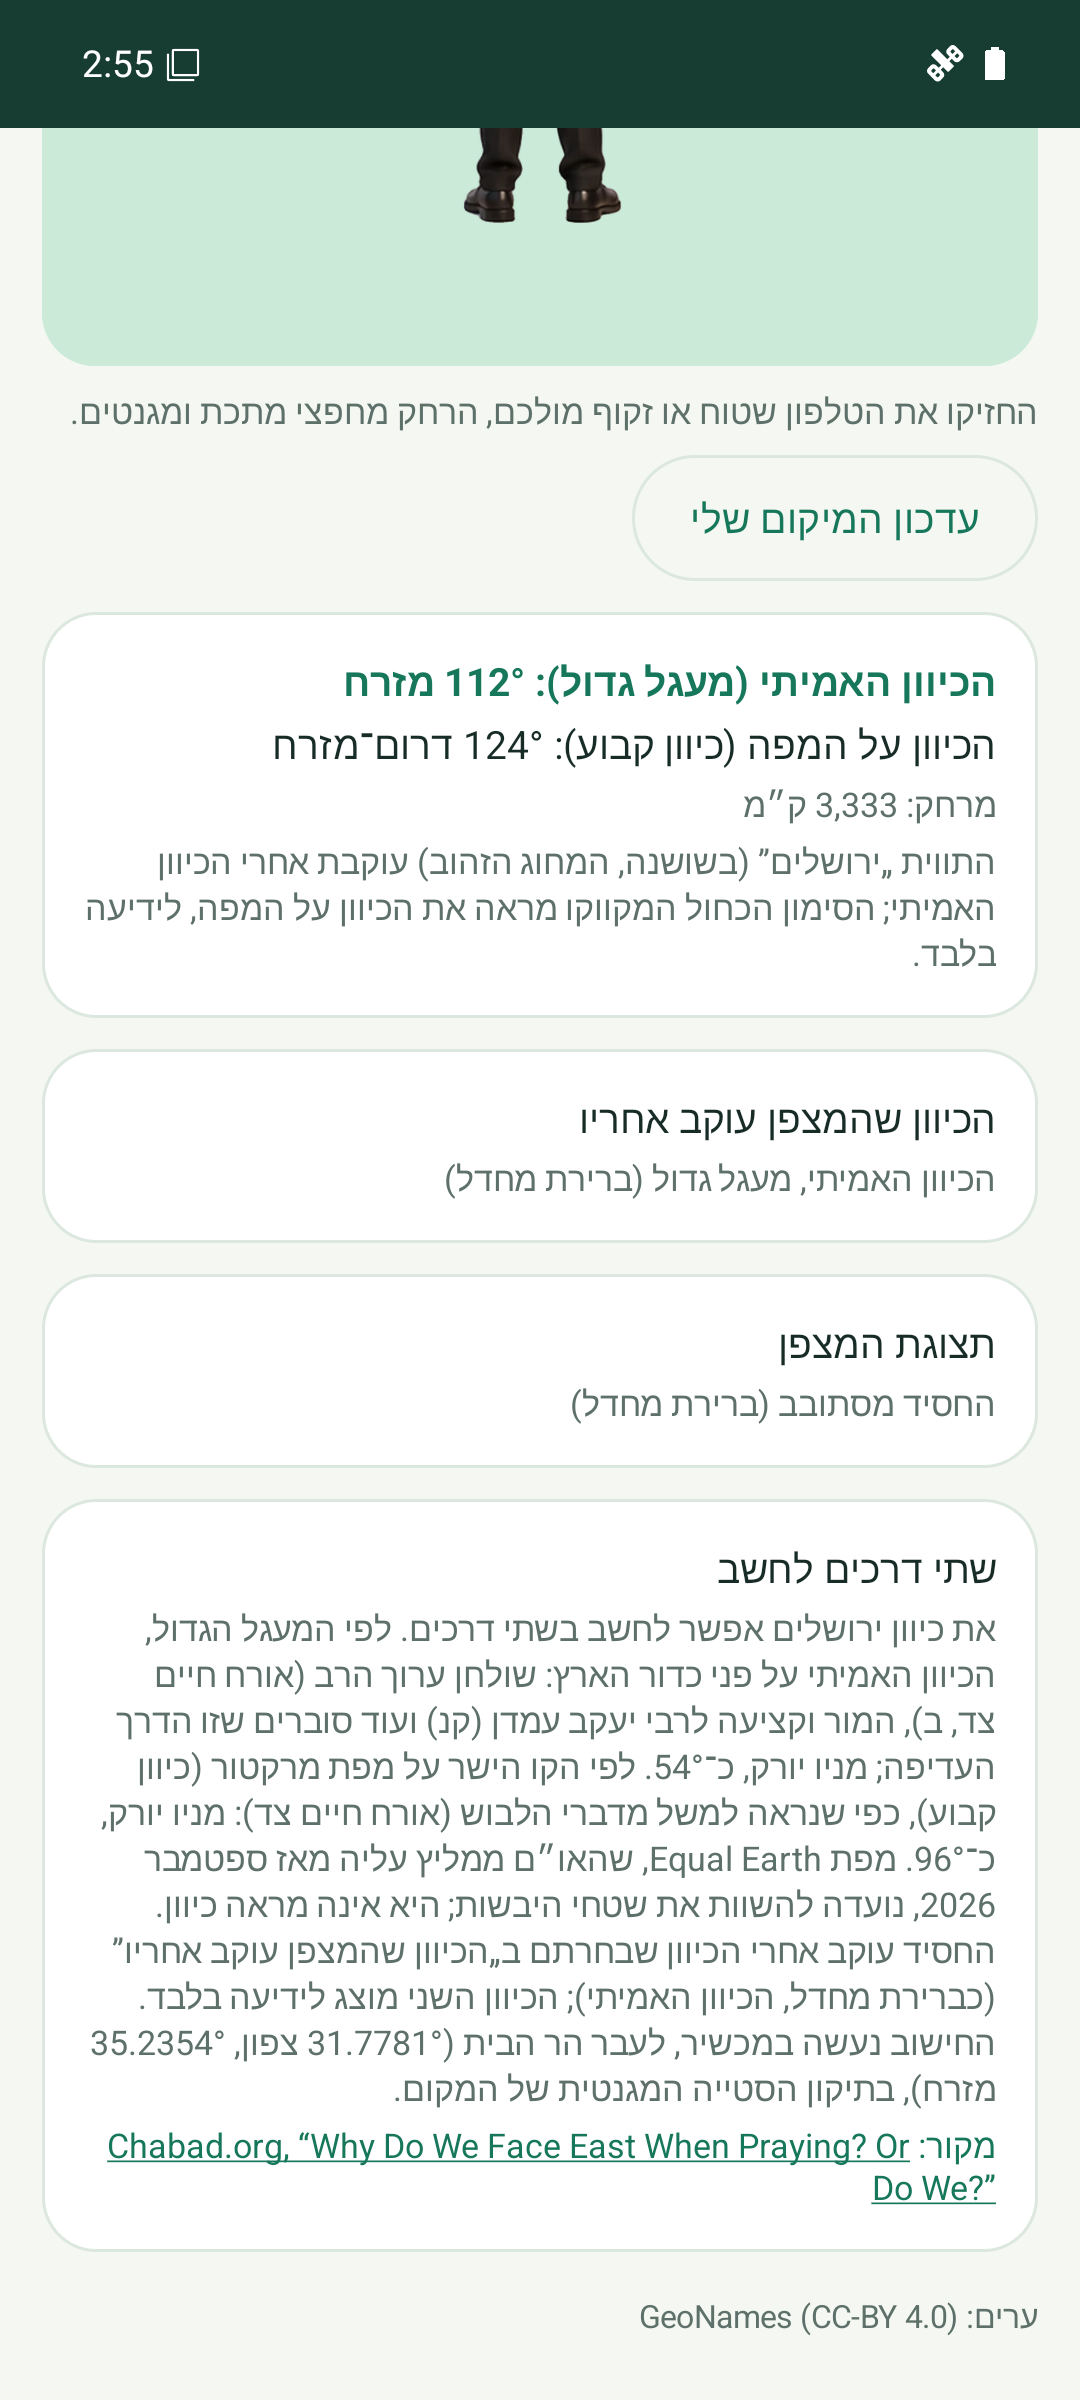 2:55
החזיקו את הטלפון שטוח או זקוף מולכם, הרחק מחפצי מתכת ומגנטים.
עדכון המיקום שלי
הכיוון האמיתי (מעגל גדול): 112° מזרח
הכיוון על המפה (כיוון קבוע): 124° דרום־מזרח
מרחק: 3,333 ק״מ
התווית „ירושלים” (בשושנה, המחוג הזהוב) עוקבת אחרי הכיוון
האמיתי; הסימון הכחול המקווקו מראה את הכיוון על המפה, לידיעה
בלבד.
הכיוון שהמצפן עוקב אחריו
הכיוון האמיתי, מעגל גדול (ברירת מחדל)
תצוגת המצפן
החסיד מסתובב (ברירת מחדל)
שתי דרכים לחשב
את כיוון ירושלים אפשר לחשב בשתי דרכים. לפי המעגל הגדול,
הכיוון האמיתי על פני כדור הארץ: שולחן ערוך הרב (אורח חיים
צד, ב), המור וקציעה לרבי יעקב עמדן (קנ) ועוד סוברים שזו הדרך
העדיפה; מניו יורק, כ־54°. לפי הקו הישר על מפת מרקטור (כיוון
קבוע), כפי שנראה למשל מדברי הלבוש (אורח חיים צד): מניו יורק,
כ־96°. מפת Equal Earth, שהאו״ם ממליץ עליה מאז ספטמבר
2026, נועדה להשוות את שטחי היבשות; היא אינה מראה כיוון.
החסיד עוקב אחרי הכיוון שבחרתם ב„הכיוון שהמצפן עוקב אחריו”
(כברירת מחדל, הכיוון האמיתי); הכיוון השני מוצג לידיעה בלבד.
החישוב נעשה במכשיר, לעבר הר הבית (31.7781° צפון, 35.2354°
מזרח), בתיקון הסטייה המגנטית של המקום.
מקור: Chabad.org, “Why Do We Face East When Praying? Or
Do We?”
ערים: GeoNames (CC-BY 4.0)